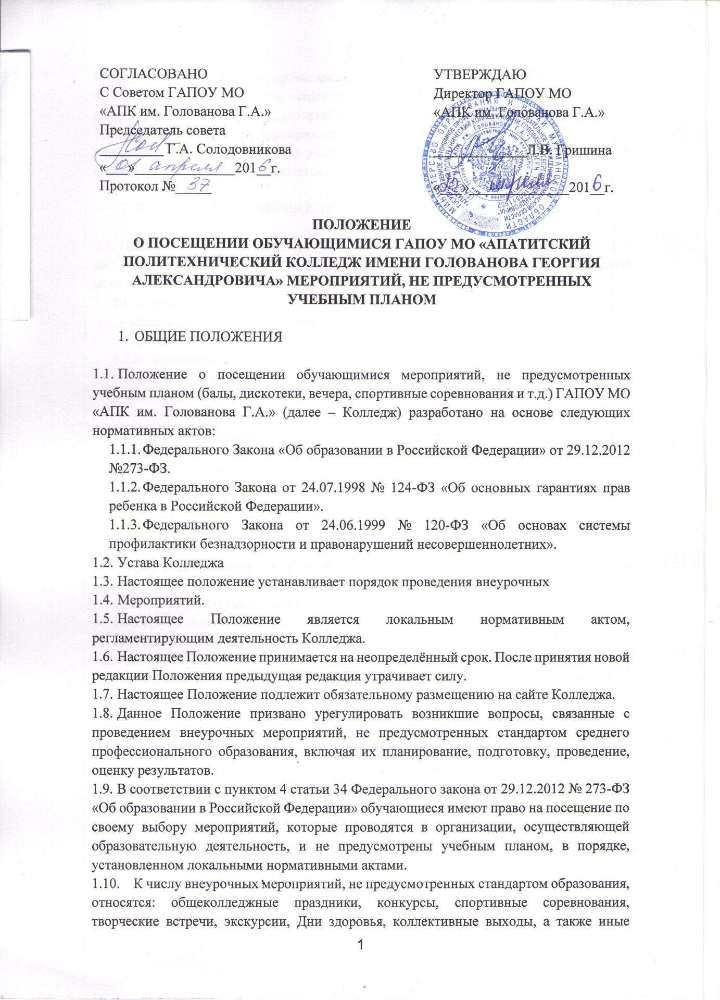 СОГЛАСОВАНО
С Советом ГАПОУ МО
«АПК им. Голованова Г.А.»
Председатель совета
_________ Г.А. Солодовникова
« 01 » апреля 2016 г.
Протокол № 37
УТВЕРЖДАЮ
Директор ГАПОУ МО
«АПК им. Голованова Г.А.»
Л.В. Гришина
апреля 2016 г.
ПОЛОЖЕНИЕ
О ПОСЕЩЕНИИ ОБУЧАЮЩИМИСЯ ГАПОУ МО «АПАТИТСКИЙ
ПОЛИТЕХНИЧЕСКИЙ КОЛЛЕДЖ ИМЕНИ ГОЛОВАНОВА ГЕОРГИЯ
АЛЕКСАНДРОВИЧА» МЕРОПРИЯТИЙ, НЕ ПРЕДУСМОТРЕННЫХ
УЧЕБНЫМ ПЛАНОМ
1. ОБЩИЕ ПОЛОЖЕНИЯ
1.1. Положение о посещении обучающимися мероприятий, не предусмотренных
учебным планом (балы, дискотеки, вечера, спортивные соревнования и т.д.) ГАПОУ МО
«АПК им. Голованова Г.А.» (далее – Колледж) разработано на основе следующих
нормативных актов:
1.1.1. Федерального Закона «Об образовании в Российской Федерации» от 29.12.2012
№273-ФЗ.
1.1.2. Федерального Закона от 24.07.1998 № 124-ФЗ «Об основных гарантиях прав
ребенка в Российской Федерации».
1.1.3. Федерального Закона от 24.06.1999 № 120-ФЗ «Об основах системы
профилактики безнадзорности и правонарушений несовершеннолетних».
1.2. Устава Колледжа
1.3. Настоящее положение устанавливает порядок проведения внеурочных
1.4. Мероприятий.
1.5. Настоящее Положение является локальным нормативным актом,
регламентирующим деятельность Колледжа.
1.6. Настоящее Положение принимается на неопределённый срок. После принятия новой
редакции Положения предыдущая редакция утрачивает силу.
1.7. Настоящее Положение подлежит обязательному размещению на сайте Колледжа.
1.8. Данное Положение призвано урегулировать возникшие вопросы, связанные с
проведением внеурочных мероприятий, не предусмотренных стандартом среднего
профессионального образования, включая их планирование, подготовку, проведение,
оценку результатов.
1.9. В соответствии с пунктом 4 статьи 34 Федерального закона от 29.12.2012 № 273-ФЗ
«Об образовании в Российской Федерации» обучающиеся имеют право на посещение по
своему выбору мероприятий, которые проводятся в организации, осуществляющей
образовательную деятельность, и не предусмотрены учебным планом, в порядке,
установленном локальными нормативными актами.
1.10. К числу внеурочных мероприятий, не предусмотренных стандартом образования,
относятся: общеколледжные праздники, конкурсы, спортивные соревнования,
творческие встречи, экскурсии, Дни здоровья, коллективные выходы, а также иные
1